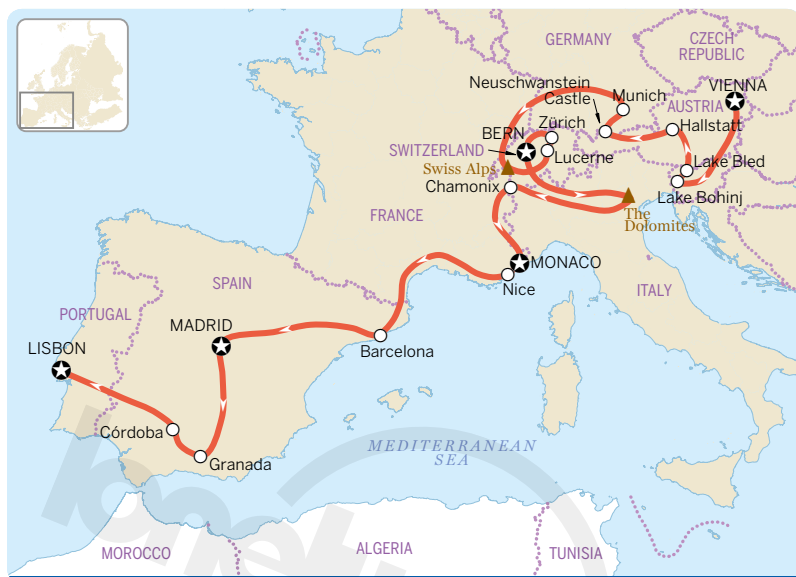 GERMANY
CZECH
REPUBLIC
Neuschwanstein
Castle
Munich
VIENNA
AUSTRIA
Zürich
BERN
Hallstatt
SWITZERLAND
Lucerne
Swiss Alps
Lake Bled
Chamonix
Lake Bohinj
FRANCE
The
Dolomites
MONACO
Nice
ITALY
SPAIN
PORTUGAL
MADRID
LISBON
Barcelona
Córdoba
Granada
MEDITERRANEAN
SEA
MOROCCO
ALGERIA
TUNISIA